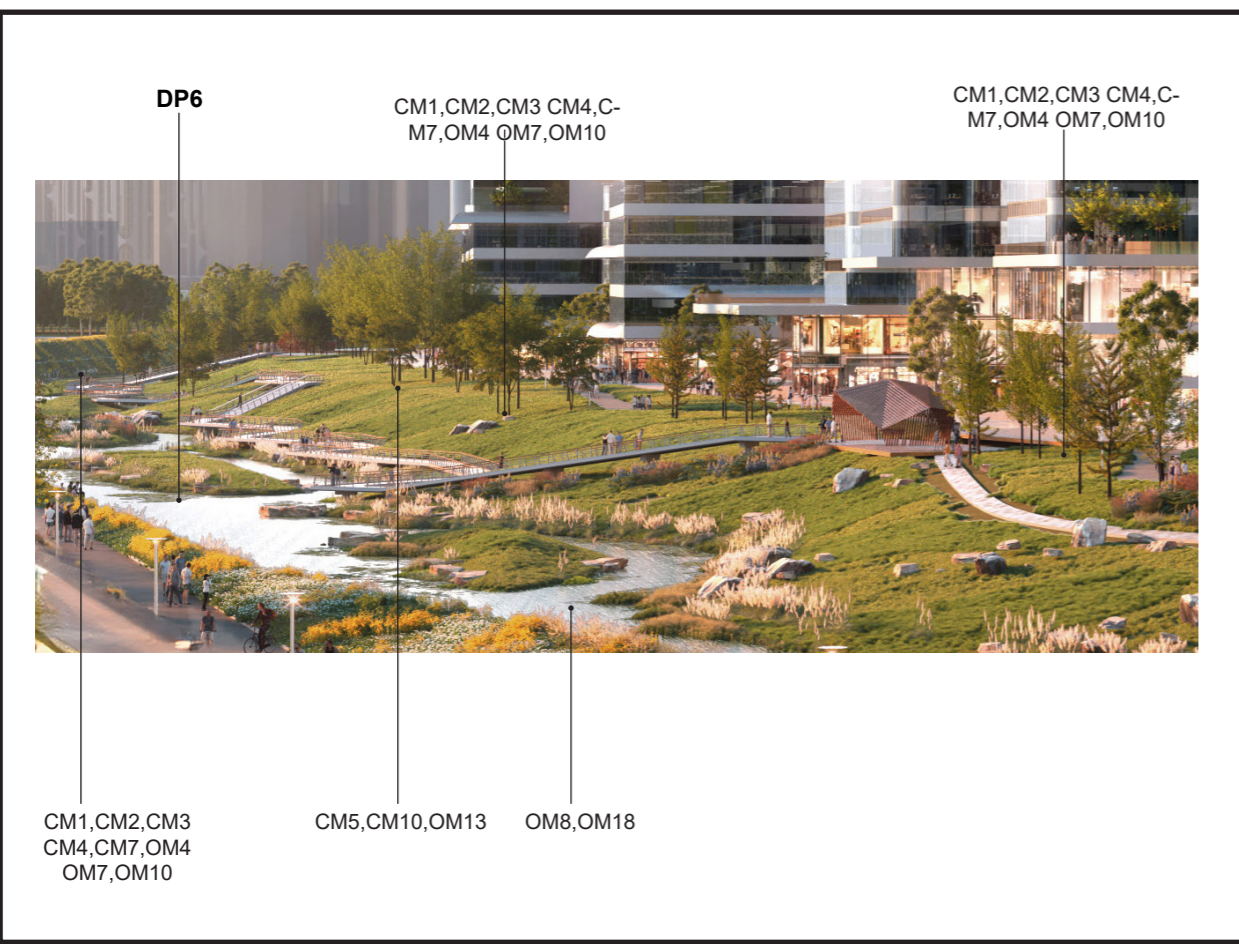 DP6
CM1,CM2,CM3 CM4,C-
M7,OM4 OM7,OM10
CM1,CM2,CM3 CM4,C-
M7,OM4 OM7,OM10
CM1,CM2,CM3
CM4,CM7,OM4
OM7,OM10
CM5,CM10,OM13
OM8,OM18